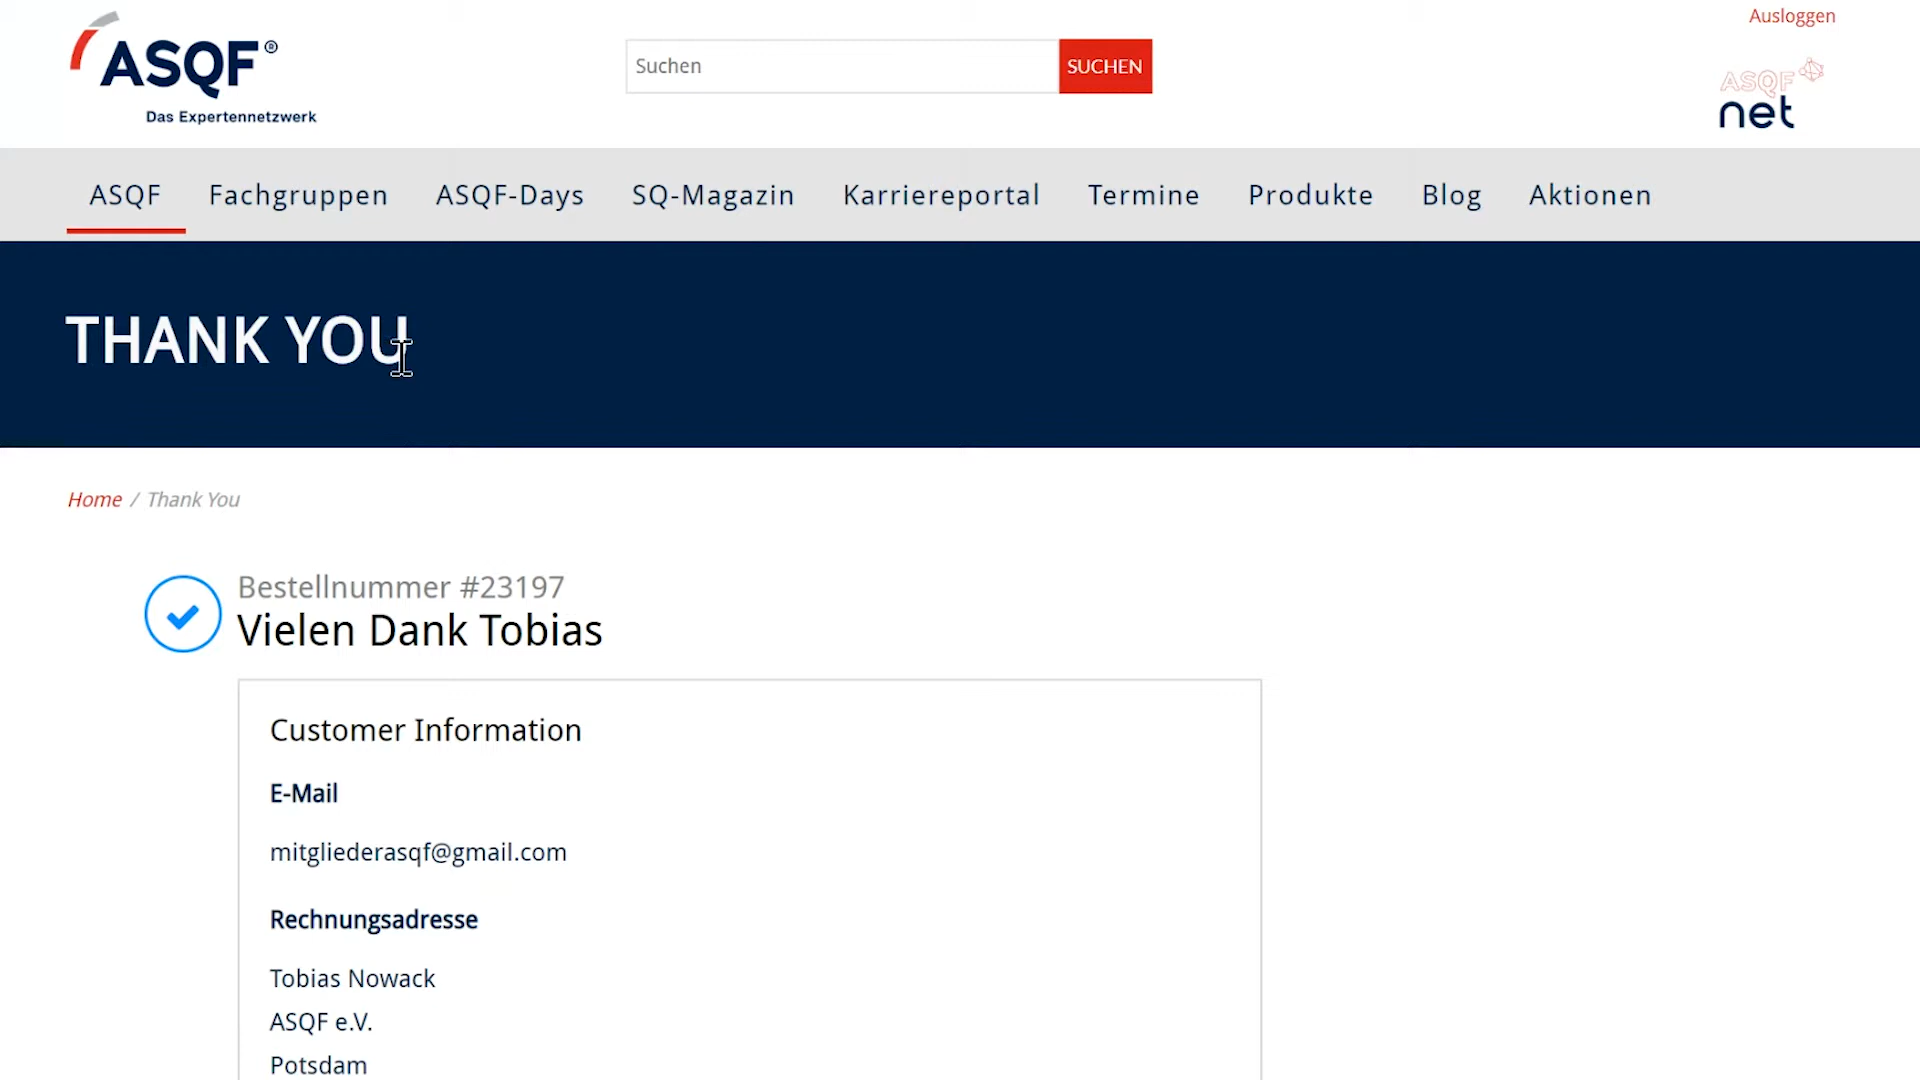 Ausloggen
ASQF®
Das Expertennetzwerk
Suchen
SUCHEN
ASQF
net
ASQF Fachgruppen ASQF-Days SQ-Magazin Karriereportal Termine Produkte Blog Aktionen
THANK YOU
Home / Thank You
Bestellnummer #23197
Vielen Dank Tobias
Customer Information
E-Mail
mitgliederasqf@gmail.com
Rechnungsadresse
Tobias Nowack
ASQF e.V.
Potsdam